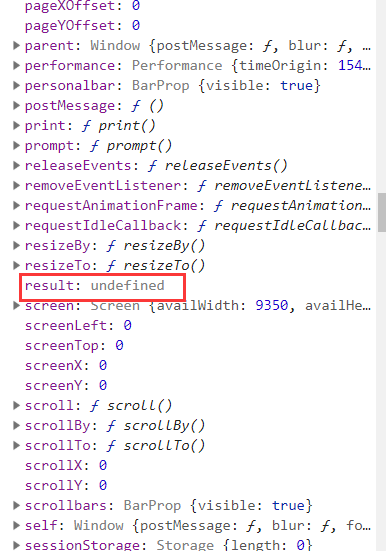 pageXOffset: 0
pageYOffset: 0
parent: Window {postMessage: ƒ, blur: ƒ, …
performance: Performance {timeOrigin: 154…
personalbar: BarProp {visible: true}
postMessage: ƒ ()
print: ƒ print()
prompt: ƒ prompt()
releaseEvents: ƒ releaseEvents()
removeEventListener: ƒ removeEventListene…
requestAnimationFrame: ƒ requestAnimation…
requestIdleCallback: ƒ requestIdleCallbac…
resizeBy: ƒ resizeBy()
resizeTo: ƒ resizeTo()
result: undefined
screen: Screen {availWidth: 9350, availHe…
screenLeft: 0
screenTop: 0
screenX: 0
screenY: 0
scroll: ƒ scroll()
scrollBy: ƒ scrollBy()
scrollTo: ƒ scrollTo()
scrollX: 0
scrollY: 0
scrollbars: BarProp {visible: true}
self: Window {postMessage: ƒ, blur: ƒ, fo…
sessionStorage: Storage {length: 0}